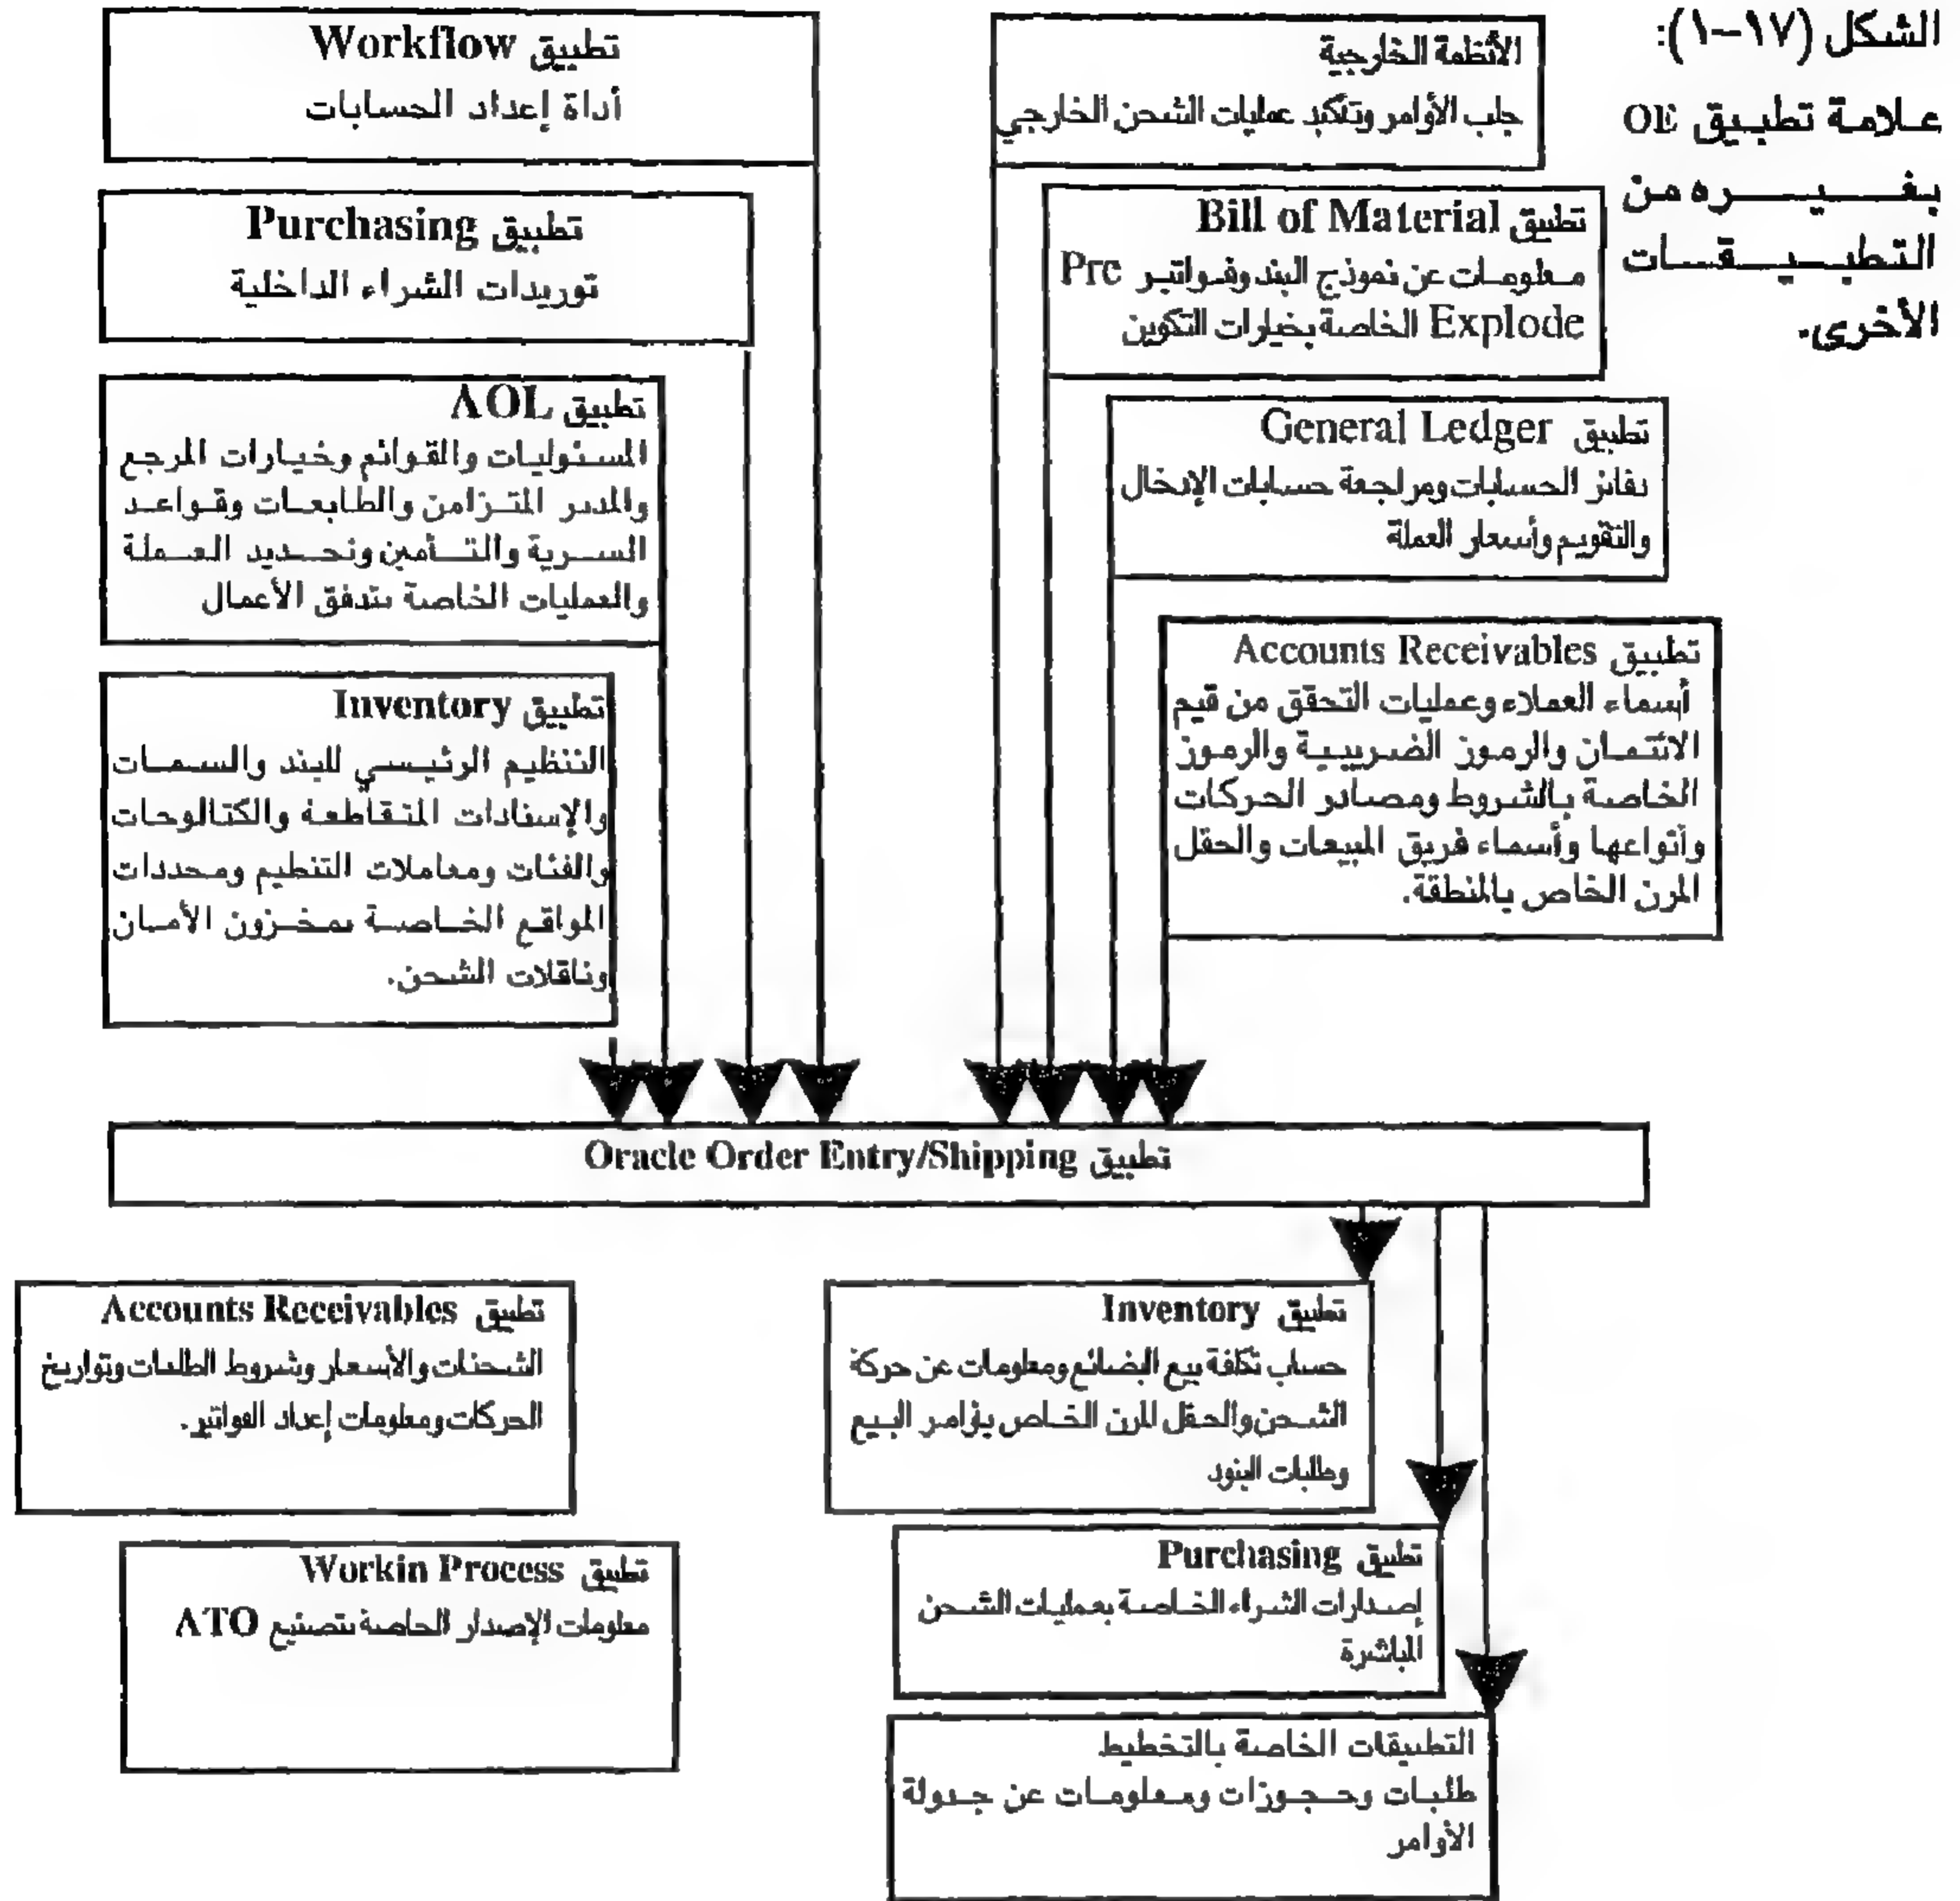 الشكل (١٧-١):
علامة تطبيق OE
بغيره من
التطبيقات
الأخرى.
تطبيق Workflow
أداة إعداد الحسابات
الأنظمة الخارجية
جلب الأوامر وتتكبد عمليات الشحن الخارجي
تطبيق Purchasing
توريدات الشراء الداخلية
تطبيق Bill of Material
معلومات عن نموذج البند وفواتير Pre
Explode الخاصة بخيارات التكوين
تطبيق AOL
المسئوليات والقوائم وخيارات المرجع
والمدير المتزامن والطابعات وقواعد
السرية والتأمين وتحديد العملة
والعمليات الخاصة بتدفق الأعمال
تطبيق General Ledger
دفاتر الحسابات ومراجعة حسابات الإدخال
والتقويم وأسعار العملة
تطبيق Inventory
التنظيم الرئيسي للبند والسمات
والإسنادات المتقاطعة والكتالوجات
والفئات ومعاملات التنظيم ومحددات
المواقع الخاصة بمخزون الأمان
وناقلات الشحن.
تطبيق Accounts Receivables
أسماء العملاء وعمليات التحقق من قيم
الائتمان والرموز الضريبية والرموز
الخاصة بالشروط ومصادر الحركات
وأنواعها وأسماء فريق المبيعات والحقل
المرن الخاص بالمنطقة.
تطبيق Oracle Order Entry/Shipping
تطبيق Inventory
حساب تكلفة بيع البضائع ومعلومات عن حركة
الشحن والحقل المرن الخاص بؤامر البيع
وطلبات البنود
تطبيق Accounts Receivables
الشحنات والأسعار وشروط الطلبات وتواريخ
الحركات ومعلومات إعداد الفواتير.
تطبيق Purchasing
إصدارات الشراء الخاصة بعمليات الشحن
المباشرة
تطبيق Workin Process
معلومات الإصدار الخاصة بتصنيع ATO
التطبيقات الخاصة بالتخطيط
طلبات وحجوزات ومعلومات عن جدولة
الأوامر